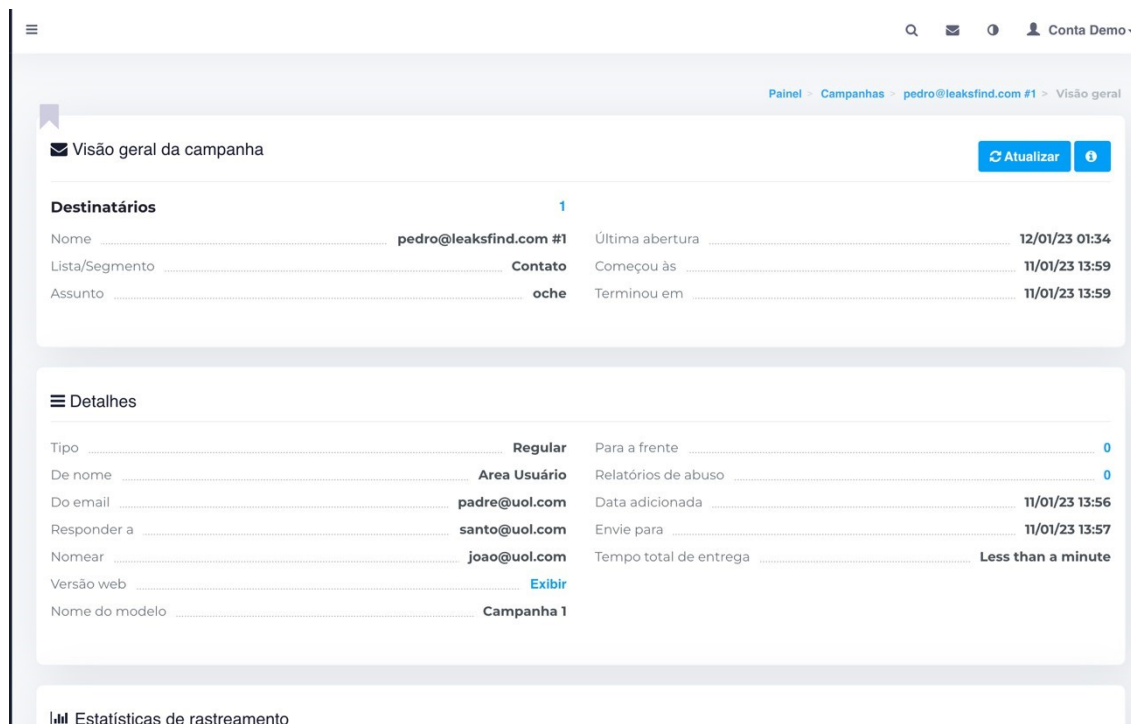 Conta Demo
Painel > Campanhas > pedro@leaksfind.com #1 > Visão geral
Visão geral da campanha
Atualizar
Destinatários 1
Nome pedro@leaksfind.com #1 Última abertura 12/01/23 01:34
Lista/Segmento Contato Começou às 11/01/23 13:59
Assunto oche Terminou em 11/01/23 13:59
Detalhes
Tipo Regular Para a frente 0
De nome Area Usuário Relatórios de abuso 0
Do email padre@uol.com Data adicionada 11/01/23 13:56
Responder a santo@uol.com Envie para 11/01/23 13:57
Nomear joao@uol.com Tempo total de entrega Less than a minute
Versão web Exibir
Nome do modelo Campanha 1
Estatísticas de rastreamento